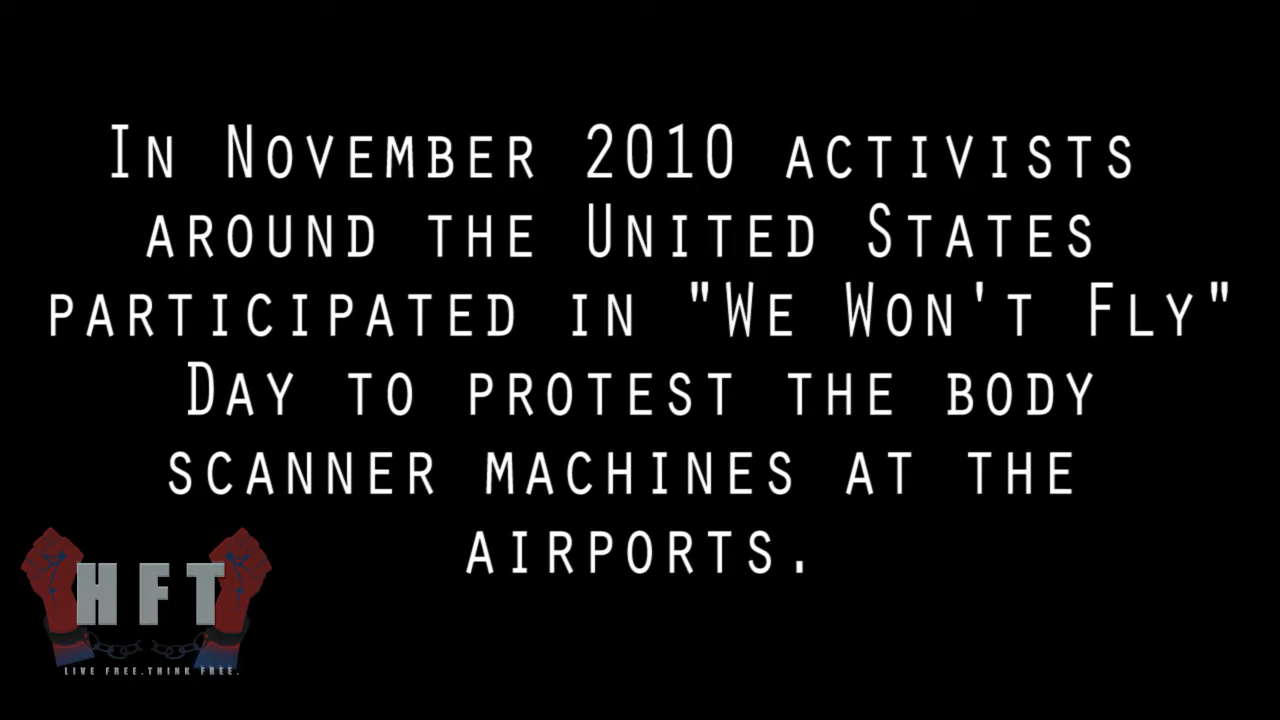 In November 2010 activists
around the United States
participated in "We Won't Fly"
Day to protest the body
scanner machines at the
airports.
HFT
LIVE FREE.THINK FREE.